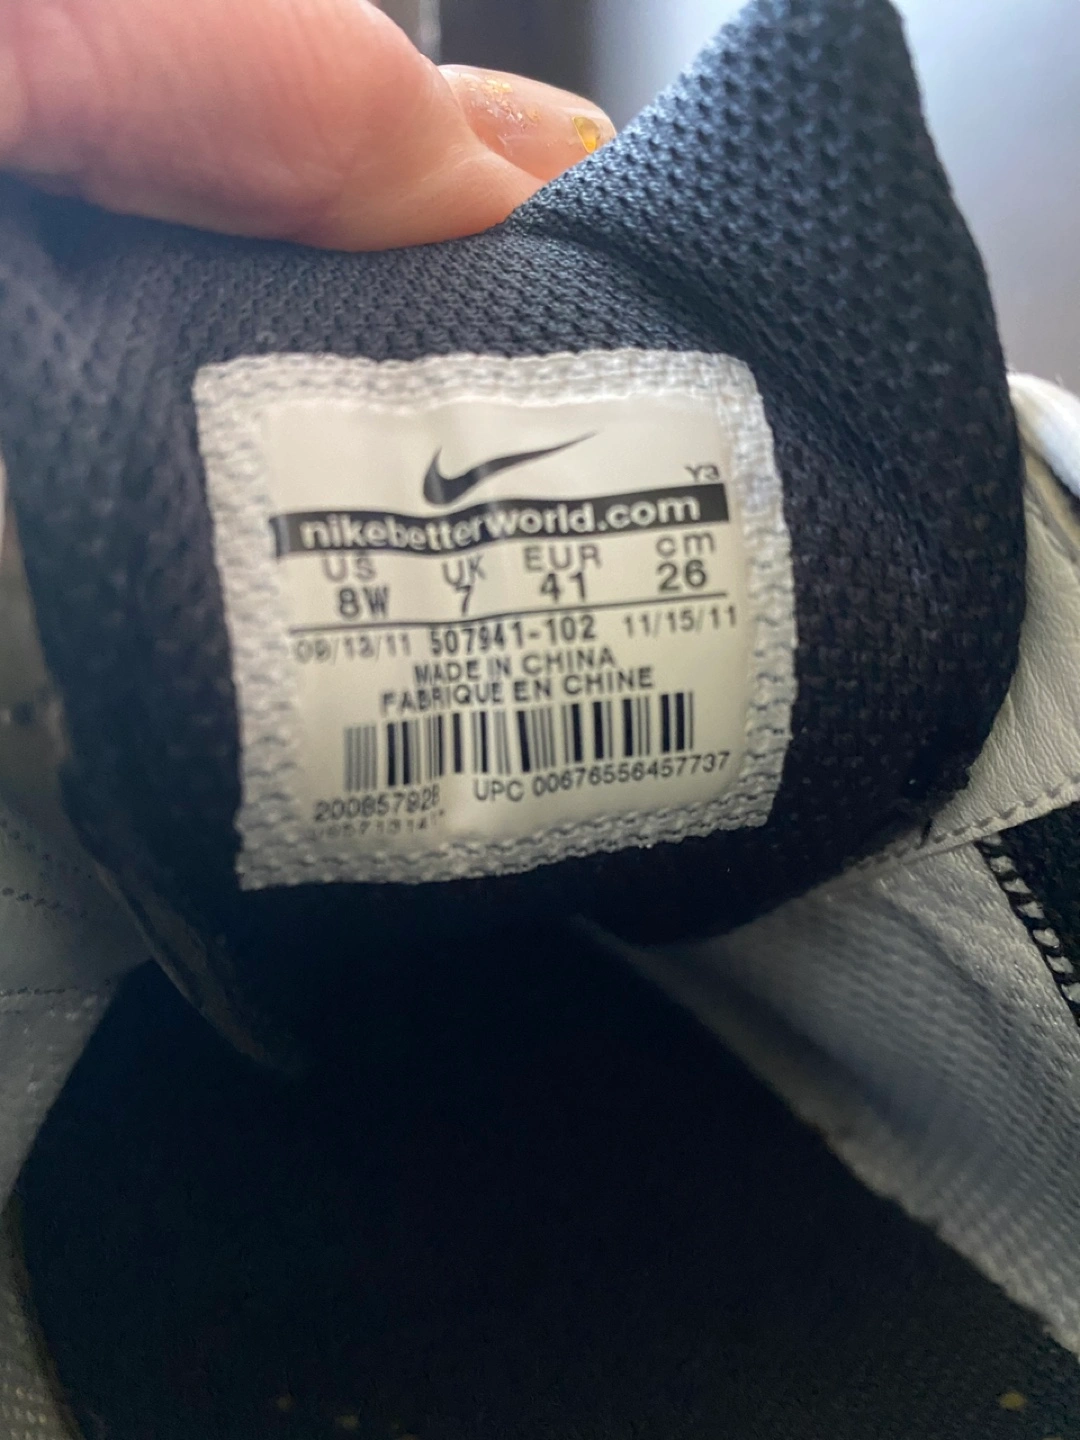 Y3
nikebetterworld.com
US UK EUR cm
8W 7 41 26
09/13/11 507941-102 11/15/11
MADE IN CHINA
FABRIQUE EN CHINE
UPC 00676556457737